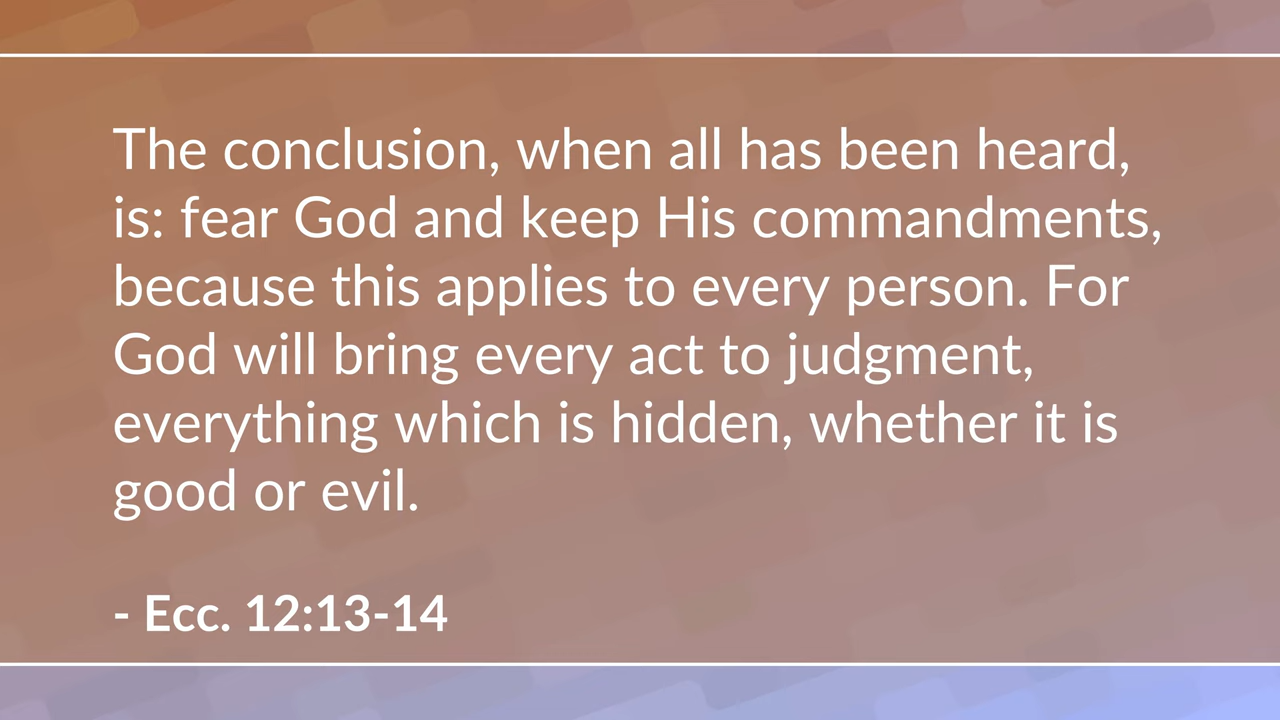 The conclusion, when all has been heard,
is: fear God and keep His commandments,
because this applies to every person. For
God will bring every act to judgment,
everything which is hidden, whether it is
good or evil.
- Ecc. 12:13-14